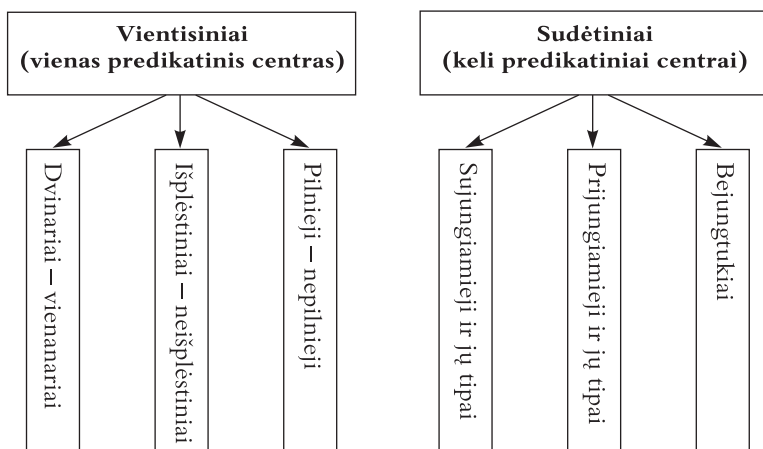 Vientisiniai
(vienas predikatinis centras)
Sudėtiniai
(keli predikatiniai centrai)
Dvinariai – vienanariai
Išplėstiniai – neišplėstiniai
Pilnieji – nepilnieji
Sujungiamieji ir jų tipai
Prijungiamieji ir jų tipai
Bejungtukiai